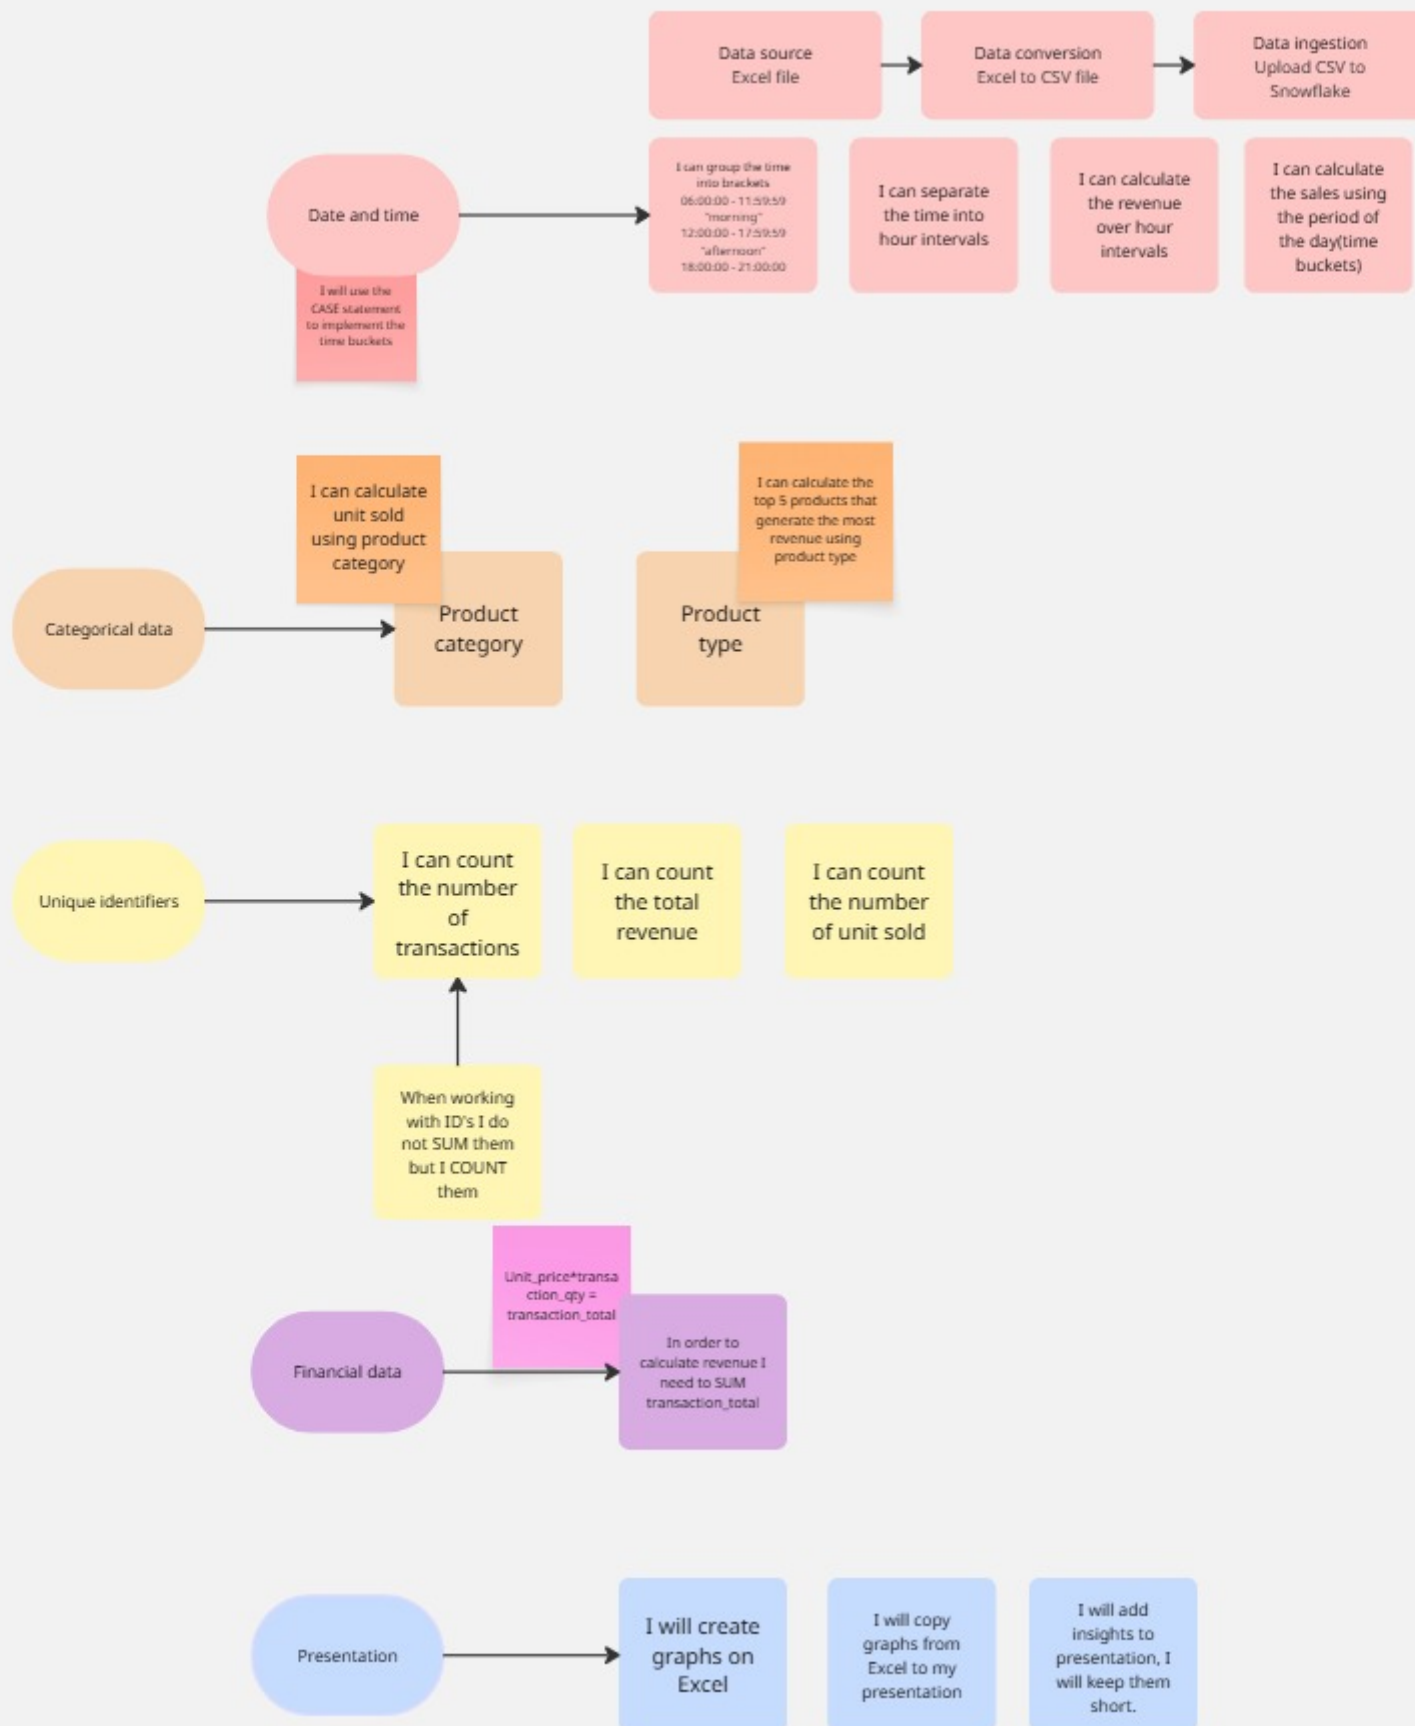 Data source
Excel file
Data conversion
Excel to CSV file
Data ingestion
Upload CSV to
Snowflake
Date and time
I can group the time
into brackets
06:00:00 - 11:59:59
"morning"
12:00:00 - 17:59:59
"afternoon"
18:00:00 - 21:00:00
I can separate
the time into
hour intervals
I can calculate
the revenue
over hour
intervals
I can calculate
the sales using
the period of
the day(time
buckets)
I will use the
CASE statement
to implement the
time buckets
I can calculate
unit sold
using product
category
I can calculate the
top 5 products that
generate the most
revenue using
product type
Categorical data
Product
category
Product
type
Unique identifiers
I can count
the number
of
transactions
I can count
the total
revenue
I can count
the number
of unit sold
When working
with ID's I do
not SUM them
but I COUNT
them
Unit_price*transa
ction_qty =
transaction_total
Financial data
In order to
calculate revenue I
need to SUM
transaction_total
Presentation
I will create
graphs on
Excel
I will copy
graphs from
Excel to my
presentation
I will add
insights to
presentation, I
will keep them
short.